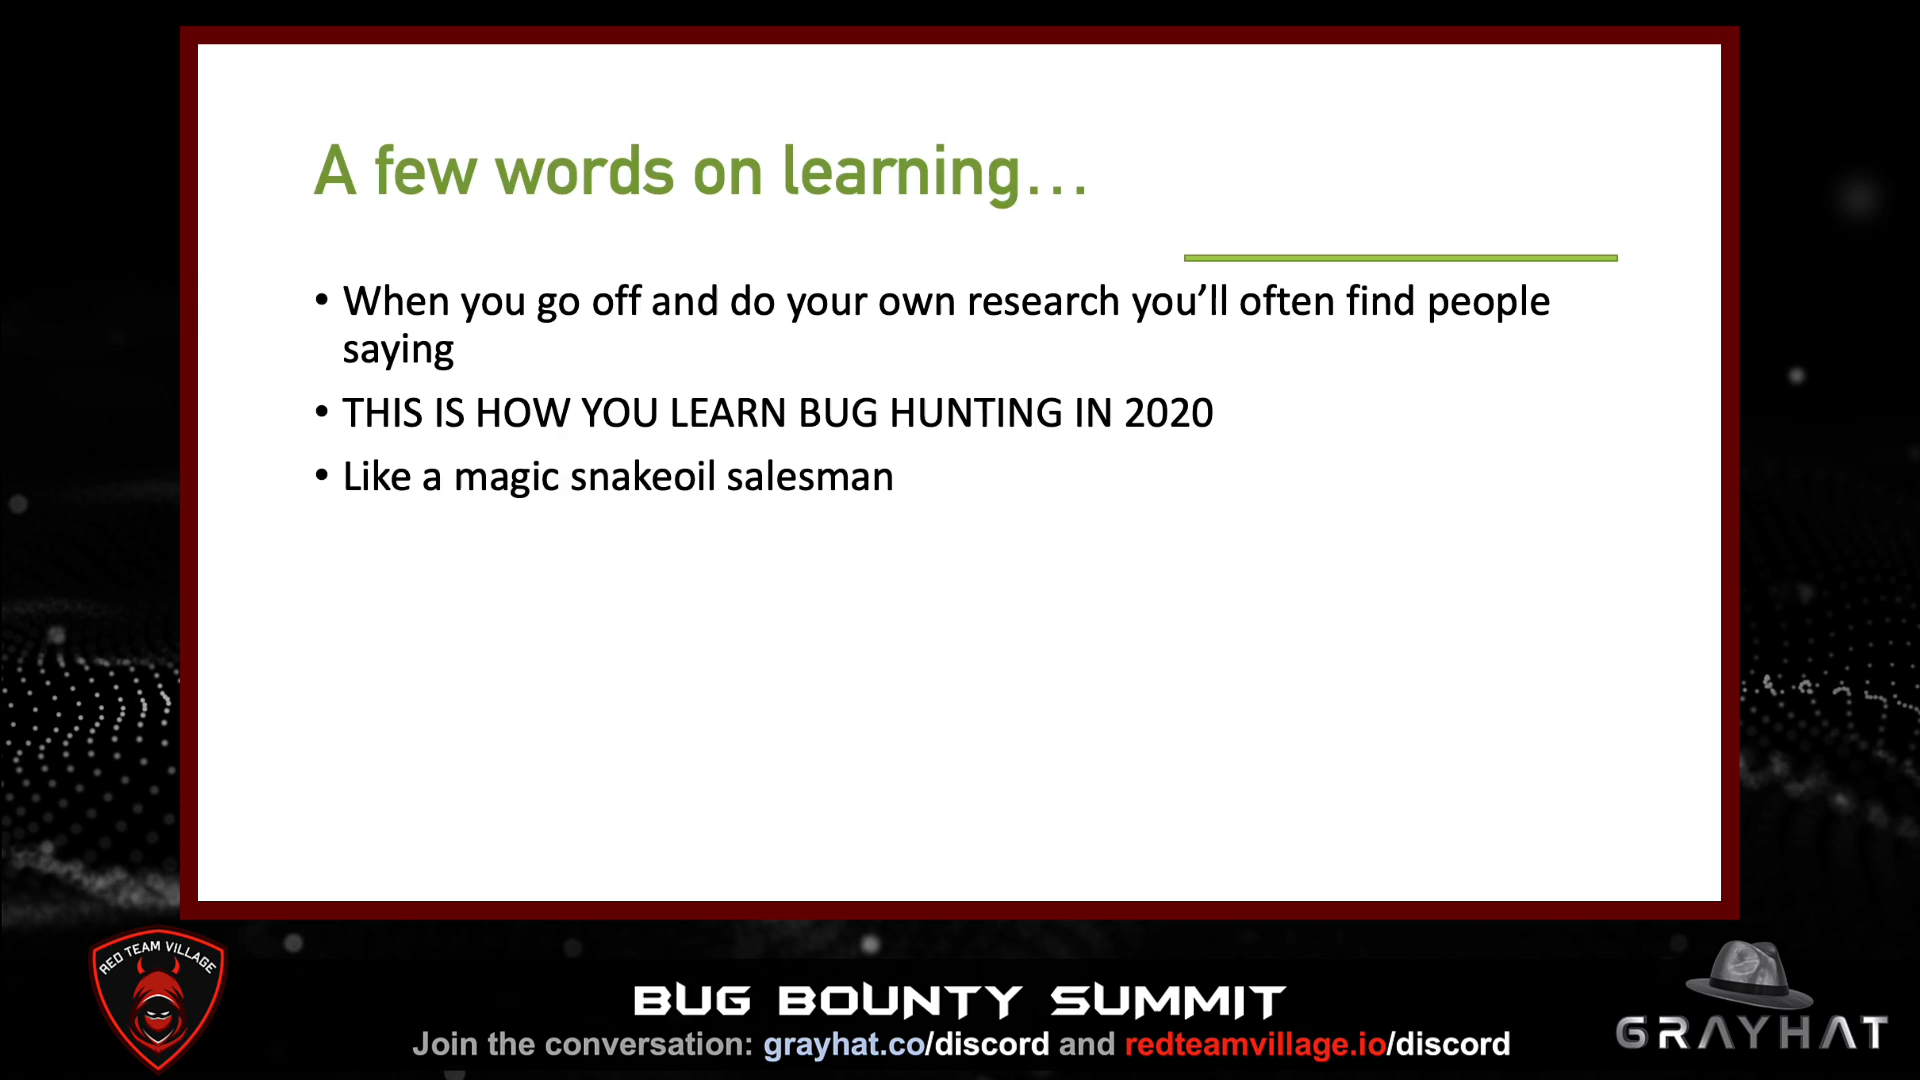 A few words on learning…
• When you go off and do your own research you’ll often find people
saying
• THIS IS HOW YOU LEARN BUG HUNTING IN 2020
• Like a magic snakeoil salesman
RED TEAM VILLAGE
BUG BOUNTY SUMMIT
Join the conversation: grayhat.co/discord and redteamvillage.io/discord
GRAYHAT